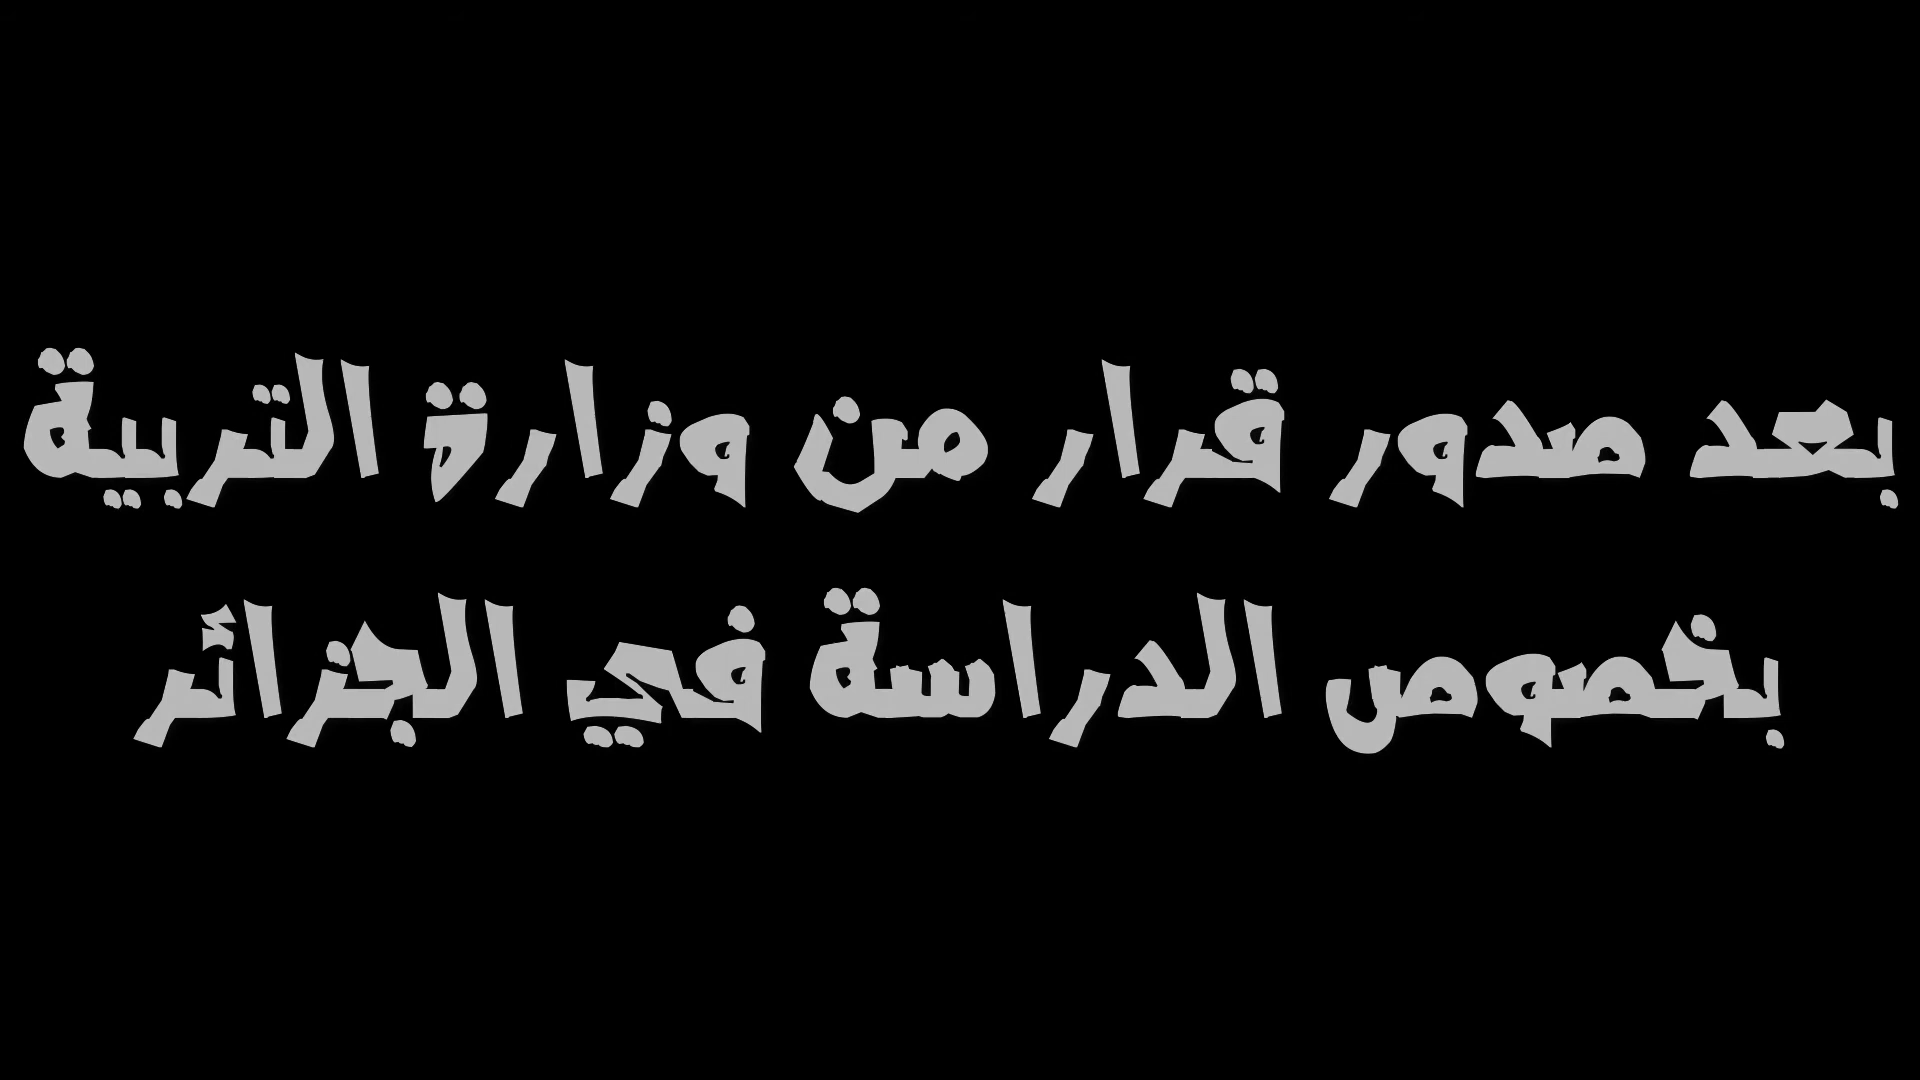 بعد صدور قرار من وزارة التربية
بخصوص الدراسة في الجزائر